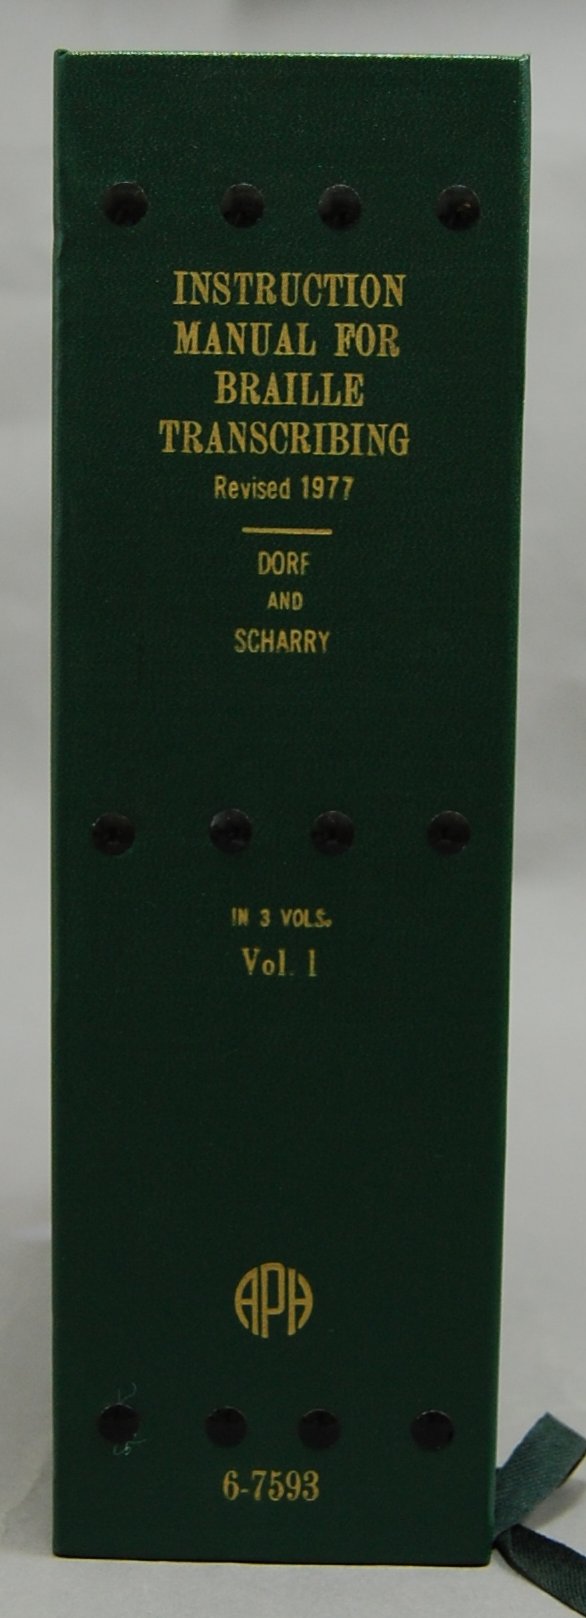 INSTRUCTION
MANUAL FOR
BRAILLE
TRANSCRIBING
Revised 1977
DORF
AND
SCHARRY
IN 3 VOLS.
Vol. 1
APH
6-7593